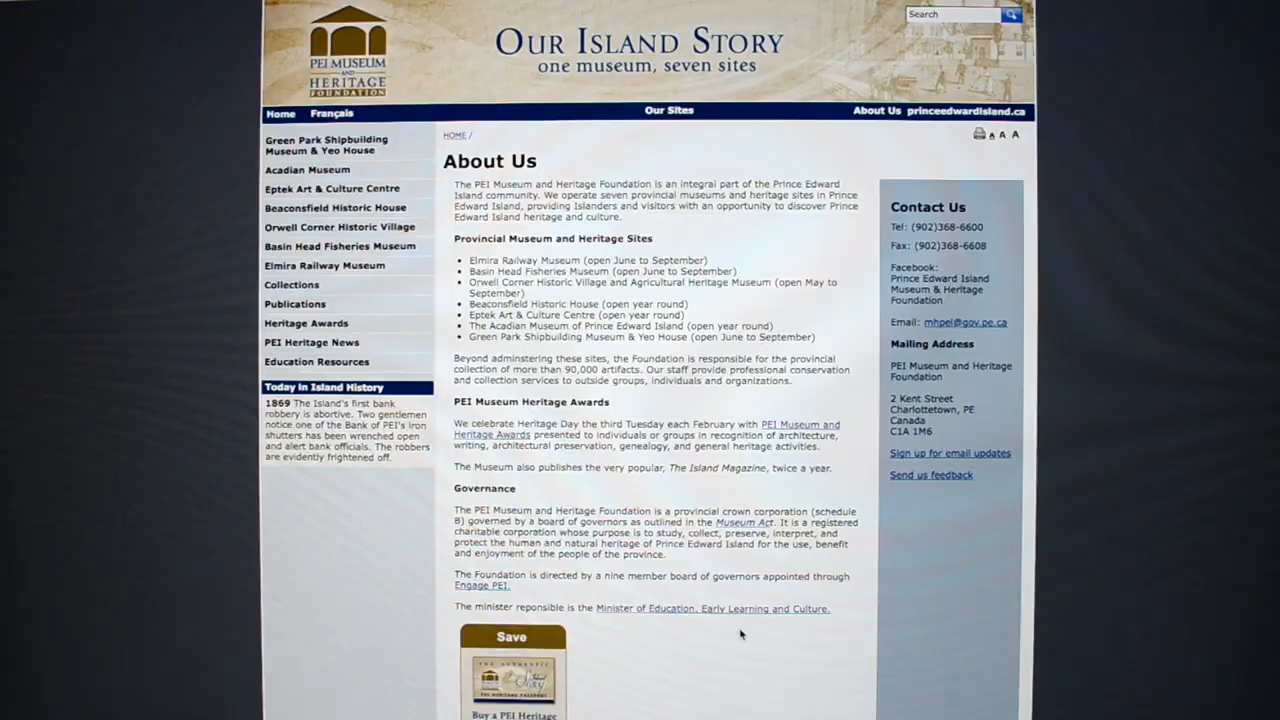 PEI MUSEUM
AND
HERITAGE
FOUNDATION
OUR ISLAND STORY
one museum, seven sites
Search
Home Français Our Sites About Us princeedwardisland.ca
Green Park Shipbuilding
Museum & Yeo House
Acadian Museum
Eptek Art & Culture Centre
Beaconsfield Historic House
Orwell Corner Historic Village
Basin Head Fisheries Museum
Elmira Railway Museum
Collections
Publications
Heritage Awards
PEI Heritage News
Education Resources
Today in Island History
1869 The Island's first bank
robbery is abortive. Two gentlemen
notice one of the Bank of PEI's iron
shutters has been wrenched open
and alert bank officials. The robbers
are evidently frightened off.
HOME /
A A A
About Us
The PEI Museum and Heritage Foundation is an integral part of the Prince Edward
Island community. We operate seven provincial museums and heritage sites in Prince
Edward Island, providing Islanders and visitors with an opportunity to discover Prince
Edward Island heritage and culture.
Provincial Museum and Heritage Sites
• Elmira Railway Museum (open June to September)
• Basin Head Fisheries Museum (open June to September)
• Orwell Corner Historic Village and Agricultural Heritage Museum (open May to
September)
• Beaconsfield Historic House (open year round)
• Eptek Art & Culture Centre (open year round)
• The Acadian Museum of Prince Edward Island (open year round)
• Green Park Shipbuilding Museum & Yeo House (open June to September)
Beyond adminstering these sites, the Foundation is responsible for the provincial
collection of more than 90,000 artifacts. Our staff provide professional conservation
and collection services to outside groups, individuals and organizations.
PEI Museum Heritage Awards
We celebrate Heritage Day the third Tuesday each February with PEI Museum and
Heritage Awards presented to individuals or groups in recognition of architecture,
writing, architectural preservation, genealogy, and general heritage activities.
The Museum also publishes the very popular, The Island Magazine, twice a year.
Governance
The PEI Museum and Heritage Foundation is a provincial crown corporation (schedule
B) governed by a board of governors as outlined in the Museum Act. It is a registered
charitable corporation whose purpose is to study, collect, preserve, interpret, and
protect the human and natural heritage of Prince Edward Island for the use, benefit
and enjoyment of the people of the province.
The Foundation is directed by a nine member board of governors appointed through
Engage PEI.
The minister reponsible is the Minister of Education, Early Learning and Culture.
Save
THE AUTHENTIC
Island
Story
PEI HERITAGE PASSPORT
Buy a PEI Heritage
Contact Us
Tel: (902)368-6600
Fax: (902)368-6608
Facebook:
Prince Edward Island
Museum & Heritage
Foundation
Email: mhpei@gov.pe.ca
Mailing Address
PEI Museum and Heritage
Foundation
2 Kent Street
Charlottetown, PE
Canada
C1A 1M6
Sign up for email updates
Send us feedback